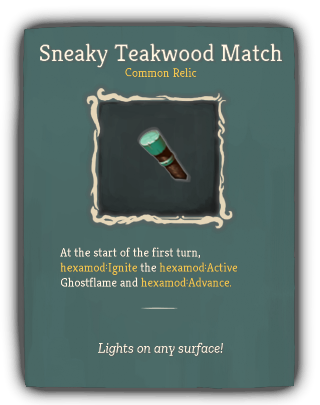 Sneaky Teakwood Match
Common Relic
At the start of the first turn,
hexamod:Ignite the hexamod:Active
Ghostflame and hexamod:Advance.
Lights on any surface!